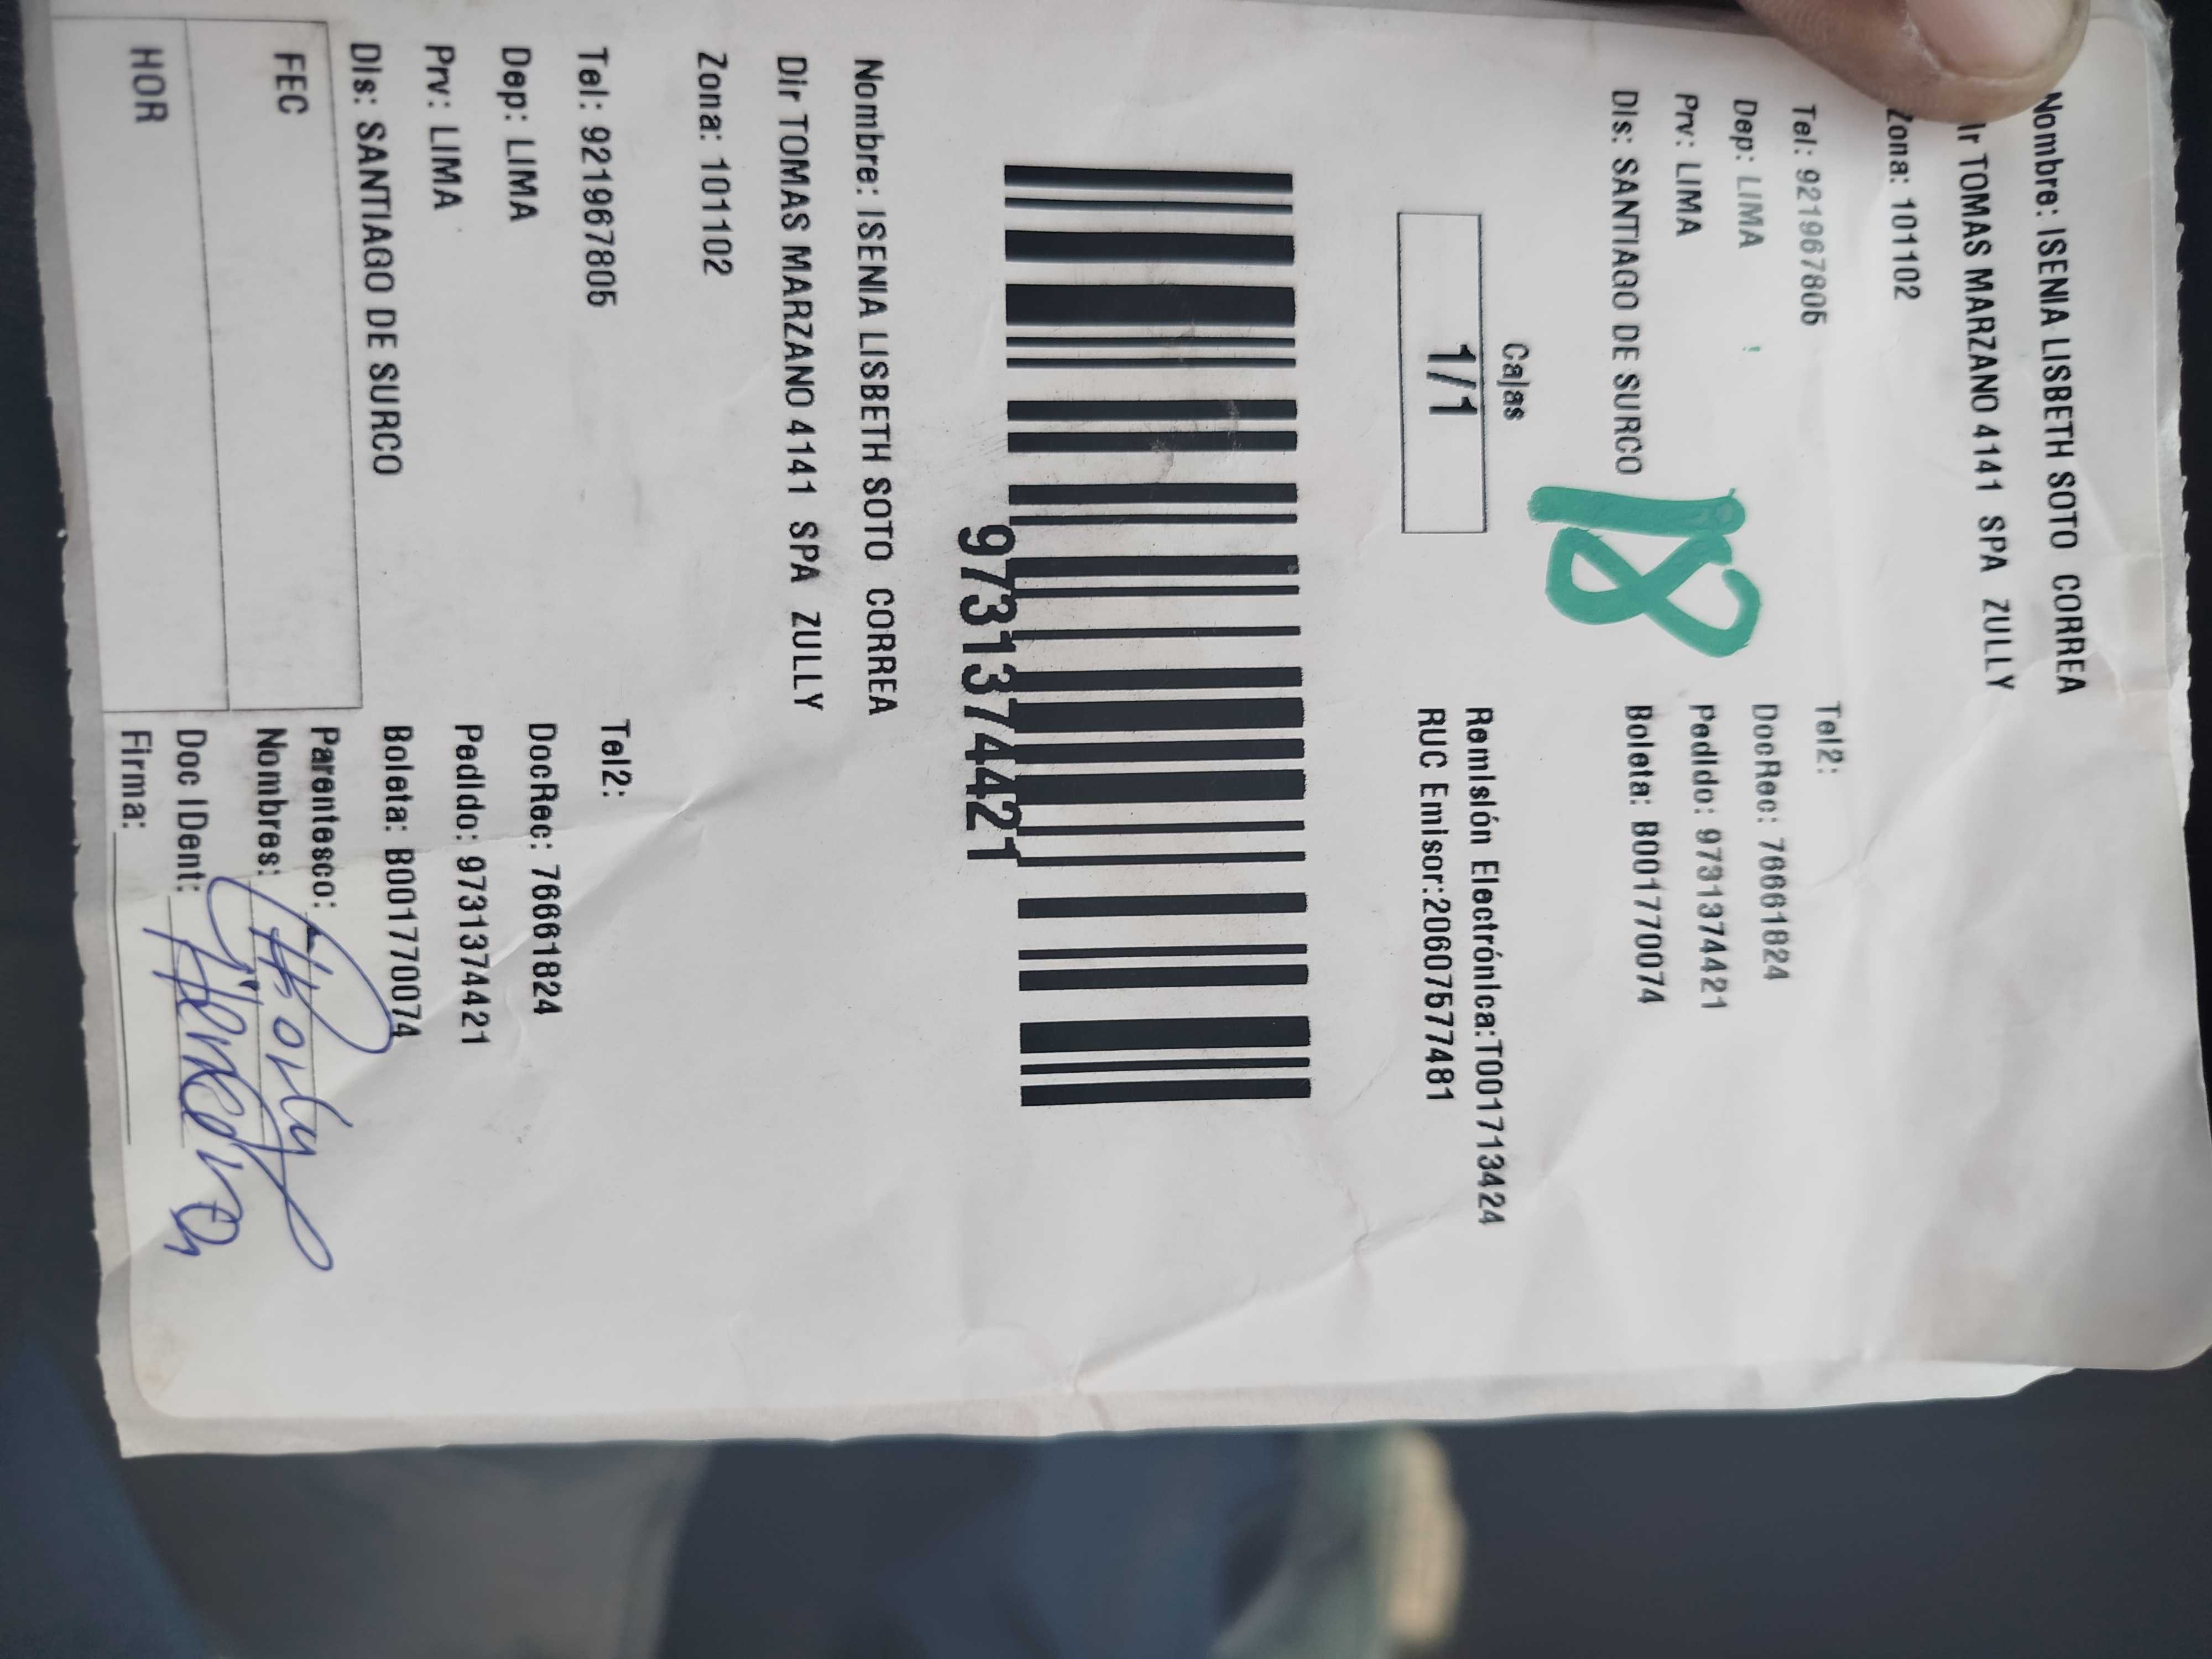 Nombre: ISENIA LISBETH SOTO CORREA
ir TOMAS MARZANO 4141 SPA ZULLY
Zona: 101102
Tel: 921967805 Tel2:
Dep: LIMA DocRec: 76661824
Prv: LIMA Pedido: 97313744​21
Dis: SANTIAGO DE SURCO Boleta: B001770074
18
Cajas
1/1
Remisión Electrónica:T001713424
RUC Emisor:20607577481
9731374421
Nombre: ISENIA LISBETH SOTO CORREA
Dir TOMAS MARZANO 4141 SPA ZULLY
Zona: 101102
Tel: 921967805 Tel2:
Dep: LIMA DocRec: 76661824
Prv: LIMA Pedido: 9731374421
Dis: SANTIAGO DE SURCO Boleta: B001770074
FEC
HOR
Parentesco:
Nombres:
Doc IDent:
Firma: